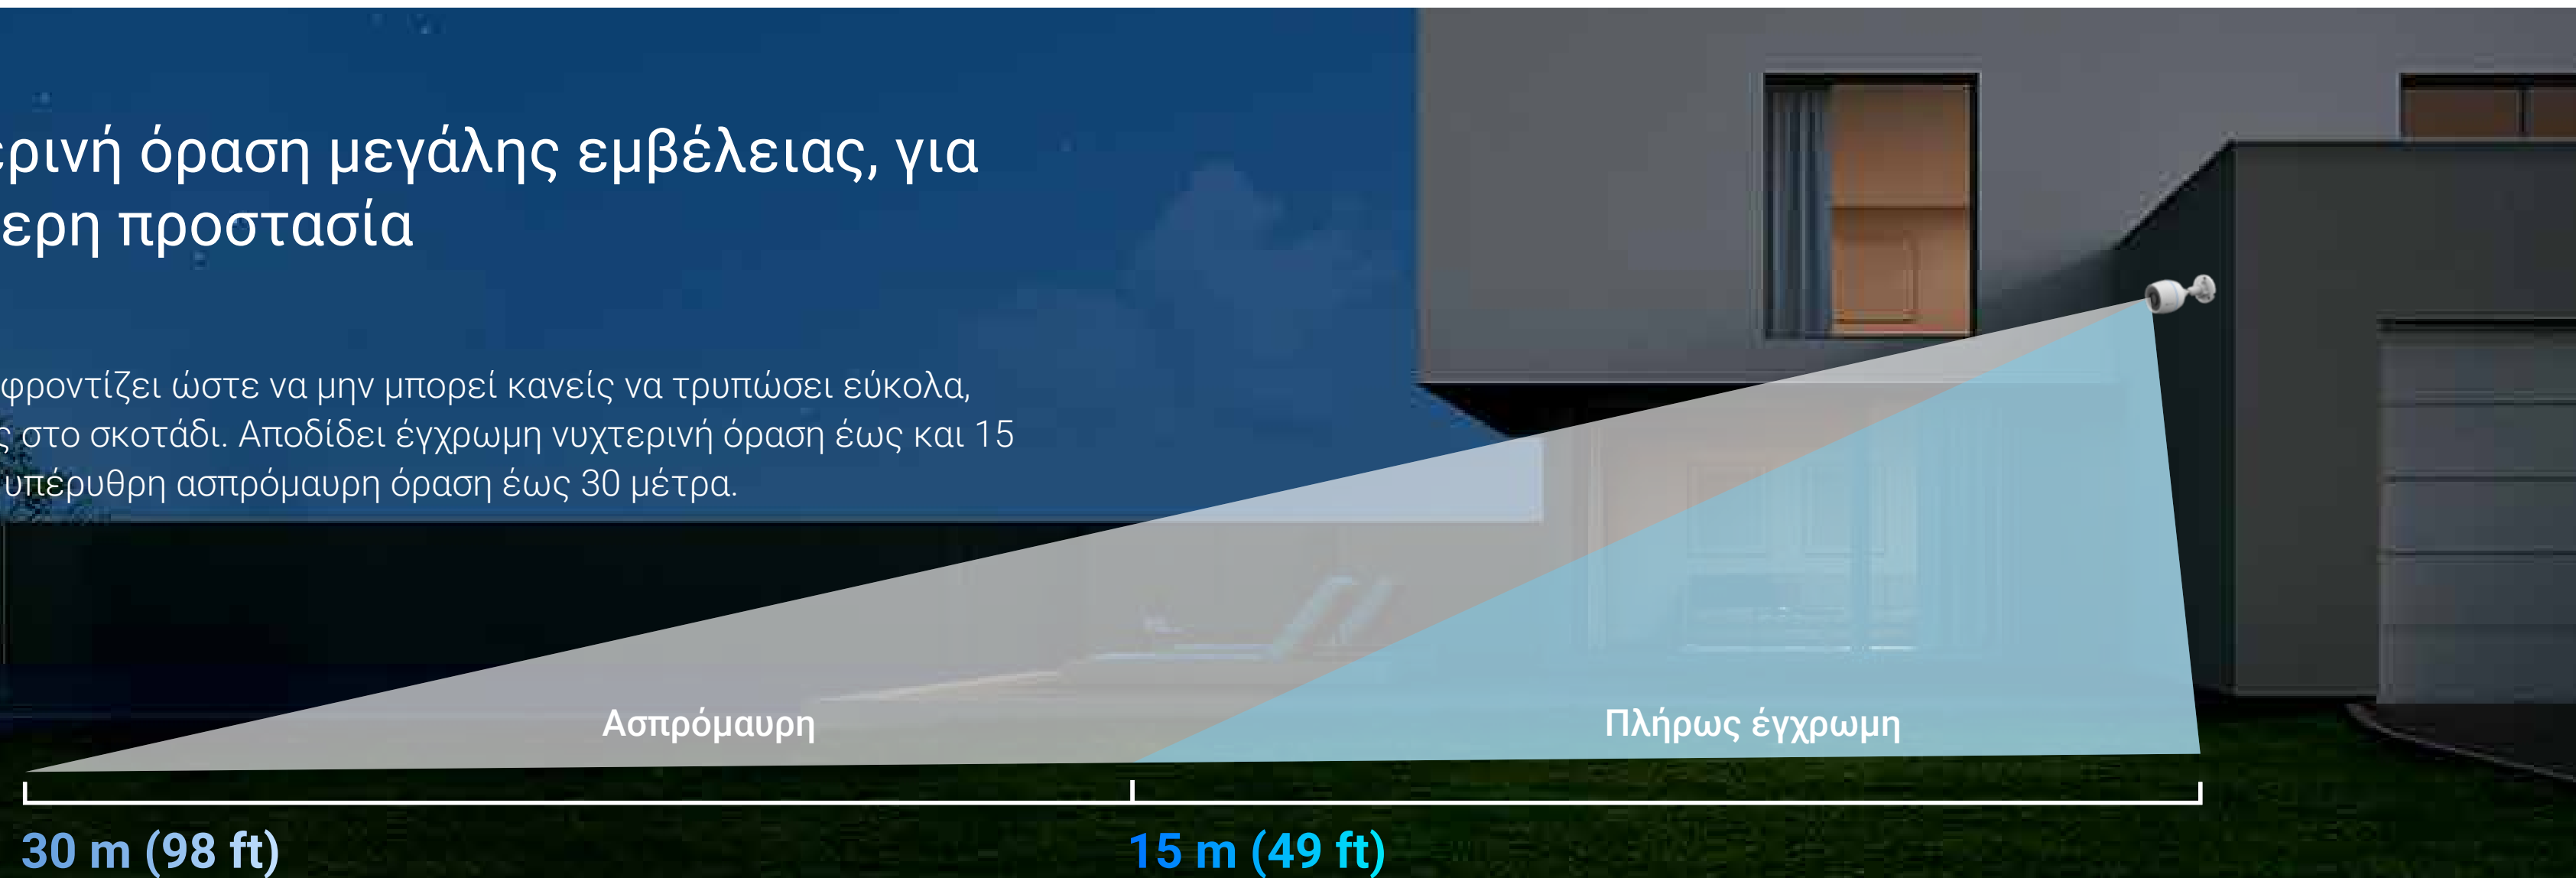 ερινή όραση μεγάλης εμβέλειας, για
ερη προστασία
φροντίζει ώστε να μην μπορεί κανείς να τρυπώσει εύκολα,
ς στο σκοτάδι. Αποδίδει έγχρωμη νυχτερινή όραση έως και 15
υπέρυθρη ασπρόμαυρη όραση έως 30 μέτρα.
Ασπρόμαυρη
Πλήρως έγχρωμη
30 m (98 ft)
15 m (49 ft)